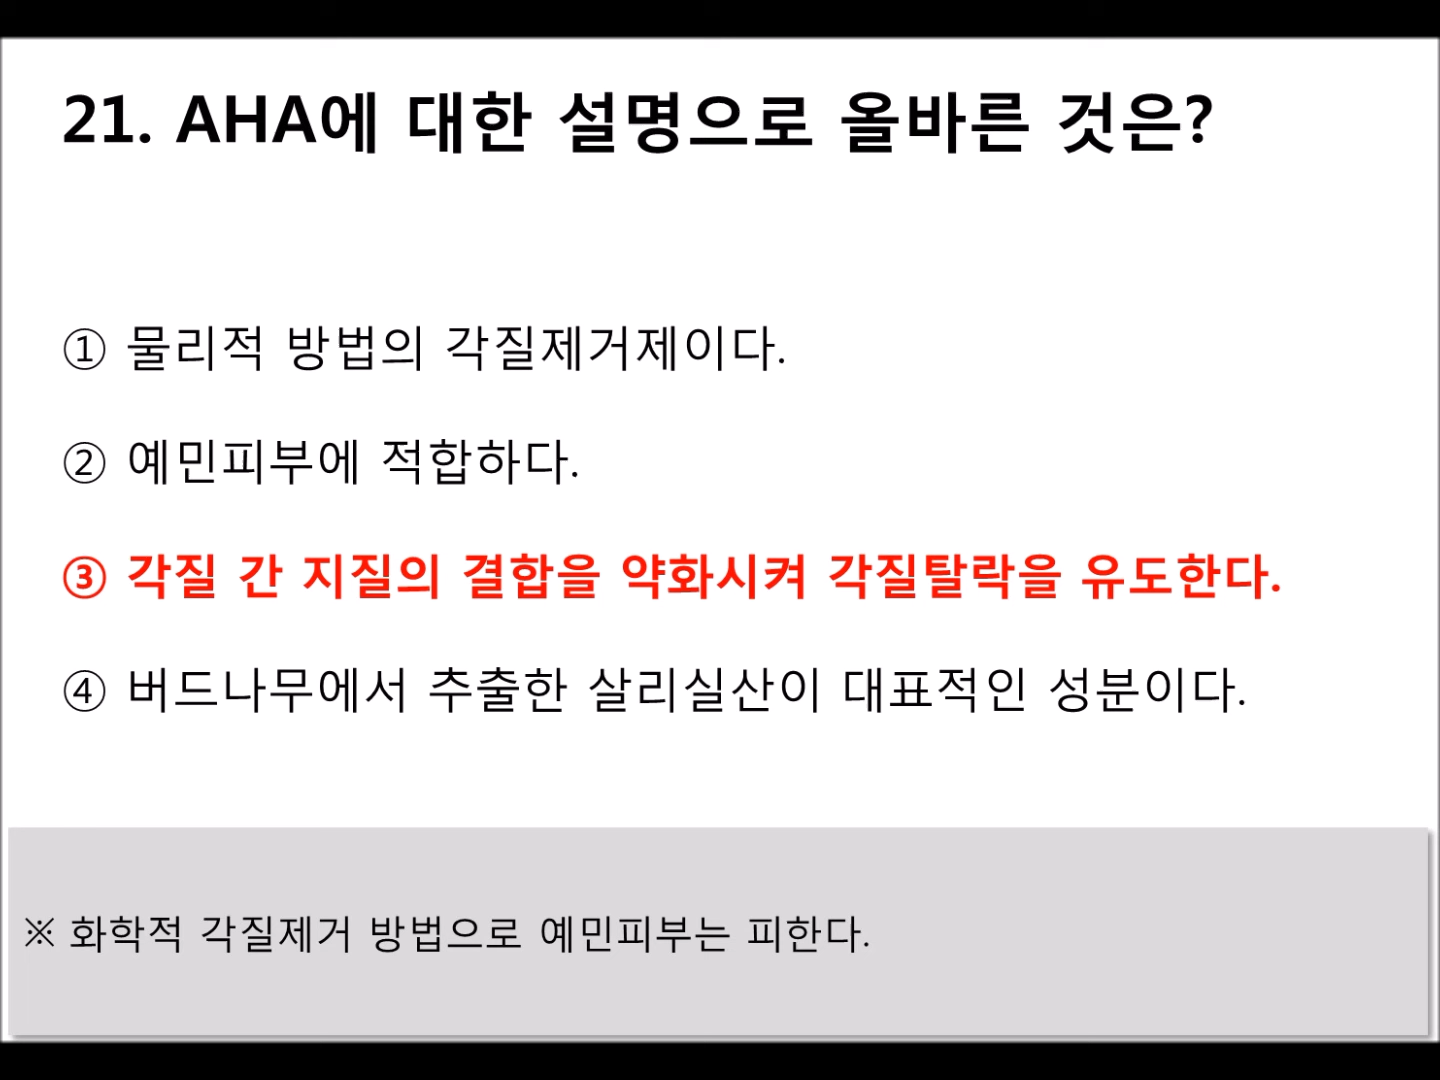 21. AHA에 대한 설명으로 올바른 것은?
① 물리적 방법의 각질제거제이다.
② 예민피부에 적합하다.
③ 각질 간 지질의 결합을 약화시켜 각질탈락을 유도한다.
④ 버드나무에서 추출한 살리실산이 대표적인 성분이다.
※ 화학적 각질제거 방법으로 예민피부는 피한다.